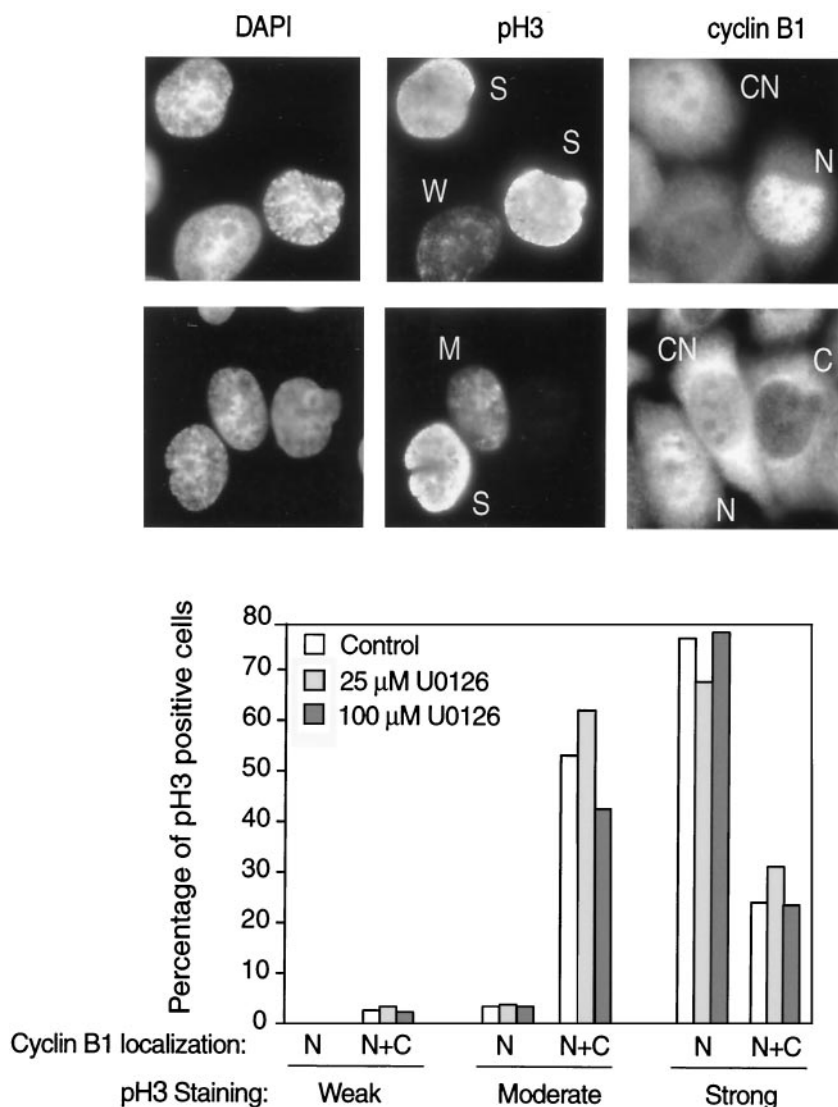 DAPI pH3 cyclin B1
S CN
S N
W
M CN C
S N
Percentage of pH3 positive cells
80
70
60
50
40
30
20
10
0
Control
25 µM U0126
100 µM U0126
Cyclin B1 localization: N N+C N N+C N N+C
pH3 Staining: Weak Moderate Strong